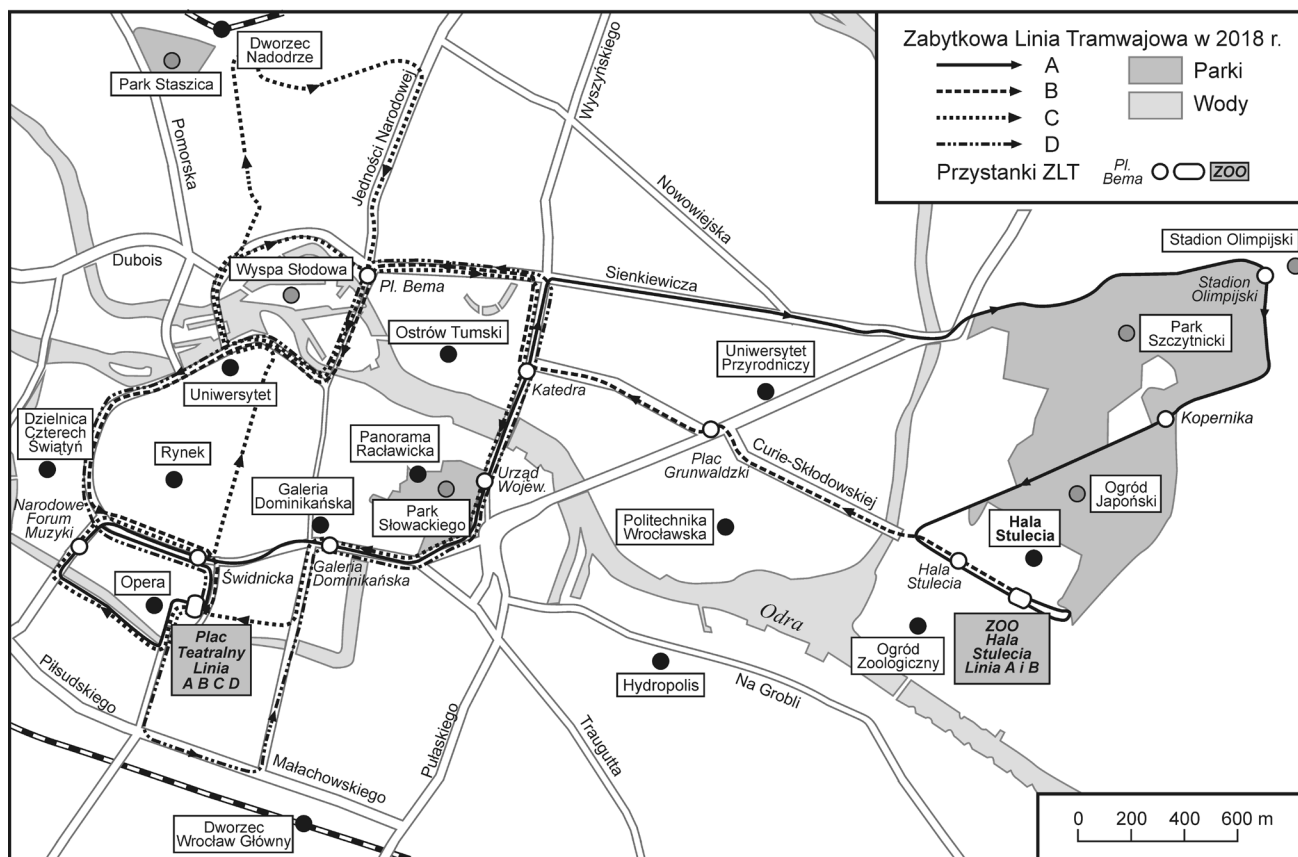 Zabytkowa Linia Tramwajowa w 2018 r.
A
B
C
D
Parki
Wody
Przystanki ZLT
Pl.
Bema
ZOO
Dworzec
Nadodrze
Park Staszica
Pomorska
Jedności Narodowej
Wyszyńskiego
Nowowiejska
Stadion Olimpijski
Dubois
Wyspa Słodowa
Pl. Bema
Sienkiewicza
Stadion
Olimpijski
Ostrów Tumski
Park
Szczytnicki
Uniwersytet
Przyrodniczy
Uniwersytet
Katedra
Kopernika
Dzielnica
Czterech
Świątyń
Rynek
Panorama
Racławicka
Plac
Grunwaldzki
Curie-Skłodowskiej
Urząd
Wojew.
Galeria
Dominikańska
Park
Słowackiego
Ogród
Japoński
Narodowe
Forum
Muzyki
Politechnika
Wrocławska
Hala
Stulecia
Świdnicka
Galeria
Dominikańska
Hala
Stulecia
Opera
Odra
Plac
Teatralny
Linia
A B C D
Ogród
Zoologiczny
ZOO
Hala
Stulecia
Linia A i B
Piłsudskiego
Hydropolis
Na Grobli
Małachowskiego
Pułaskiego
Traugutta
Dworzec
Wrocław Główny
0 200 400 600 m